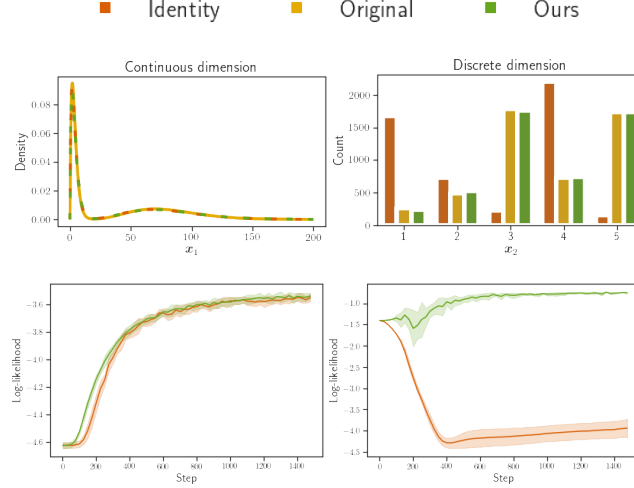 Identity Original Ours
Continuous dimension
Density
0.08
0.06
0.04
0.02
0.00
0 50 100 150 200
x₁
Discrete dimension
Count
2000
1500
1000
500
0
1 2 3 4 5
x₂
Log-likelihood
-3.6
-3.8
-4.0
-4.2
-4.4
-4.6
0 200 400 600 800 1000 1200 1400
Step
Log-likelihood
-1.0
-1.5
-2.0
-2.5
-3.0
-3.5
-4.0
-4.5
0 200 400 600 800 1000 1200 1400
Step